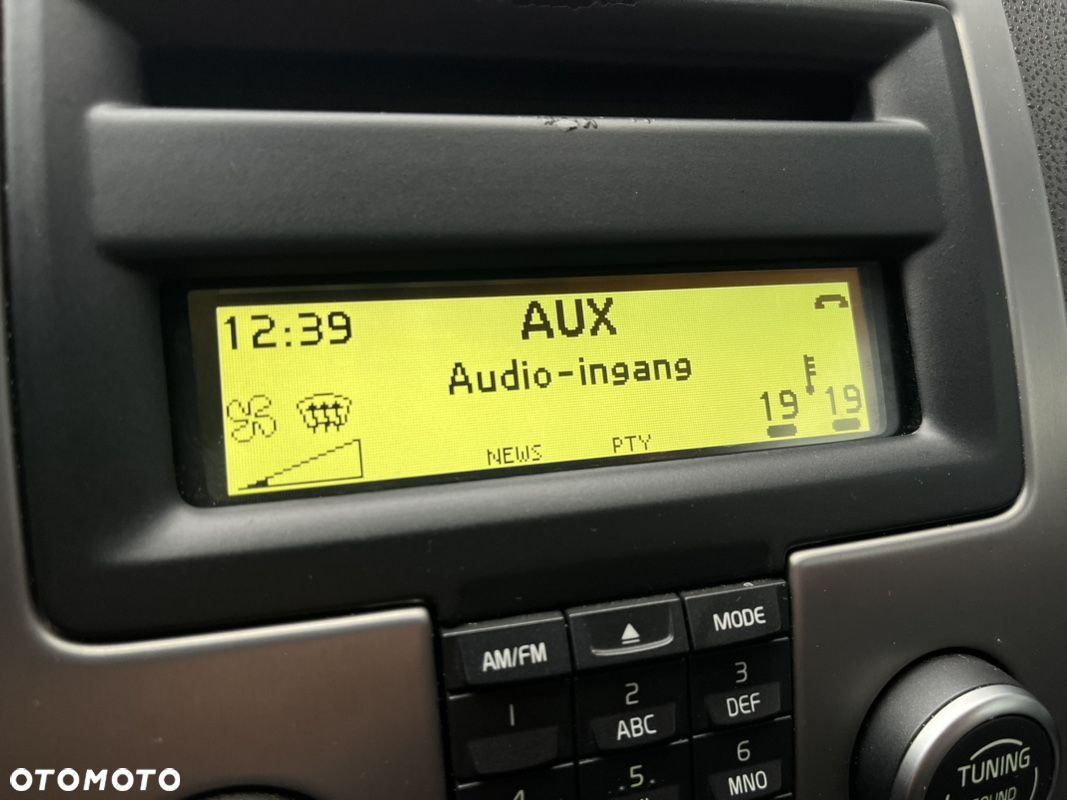 12:39
AUX
Audio-ingang
19 19
NEWS PTY
AM/FM
MODE
1
2
ABC
3
DEF
4
5
6
MNO
TUNING
OTOMOTO